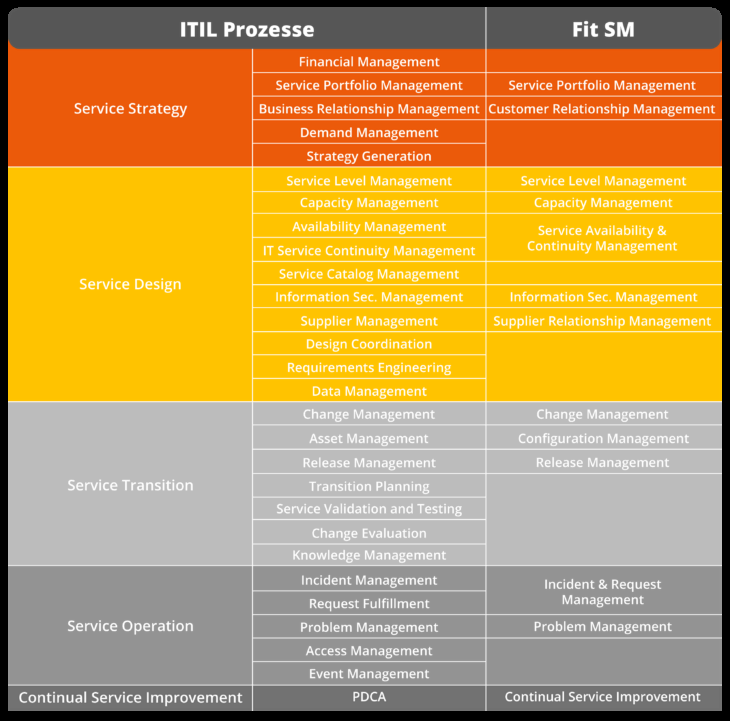 ITIL Prozesse Fit SM
Service Strategy
Financial Management
Service Portfolio Management Service Portfolio Management
Business Relationship Management Customer Relationship Management
Demand Management
Strategy Generation
Service Design
Service Level Management Service Level Management
Capacity Management Capacity Management
Availability Management
IT Service Continuity Management
Service Availability &
Continuity Management
Service Catalog Management
Information Sec. Management Information Sec. Management
Supplier Management Supplier Relationship Management
Design Coordination
Requirements Engineering
Data Management
Service Transition
Change Management Change Management
Asset Management Configuration Management
Release Management Release Management
Transition Planning
Service Validation and Testing
Change Evaluation
Knowledge Management
Service Operation
Incident Management
Request Fulfillment
Incident & Request
Management
Problem Management Problem Management
Access Management
Event Management
Continual Service Improvement PDCA Continual Service Improvement